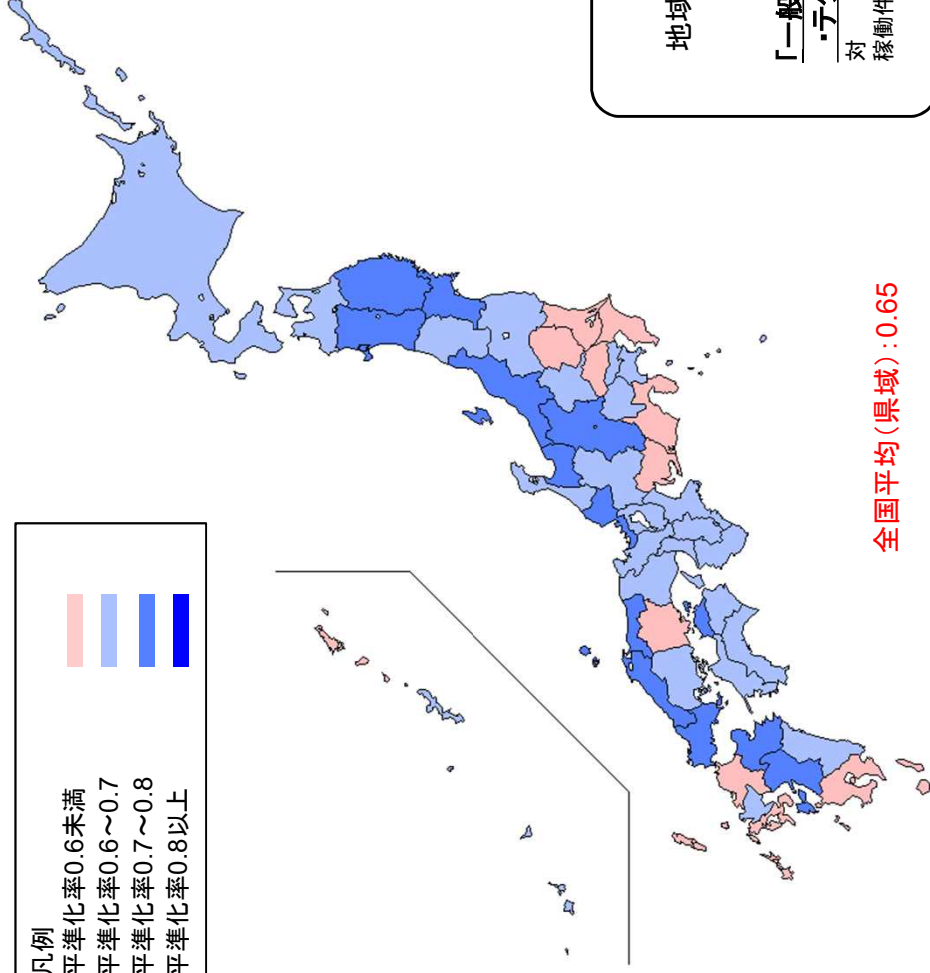 凡例
平準化率0.6未満
平準化率0.6～0.7
平準化率0.7～0.8
平準化率0.8以上
地域
「一般
対
稼働件
全国平均(県域):0.65